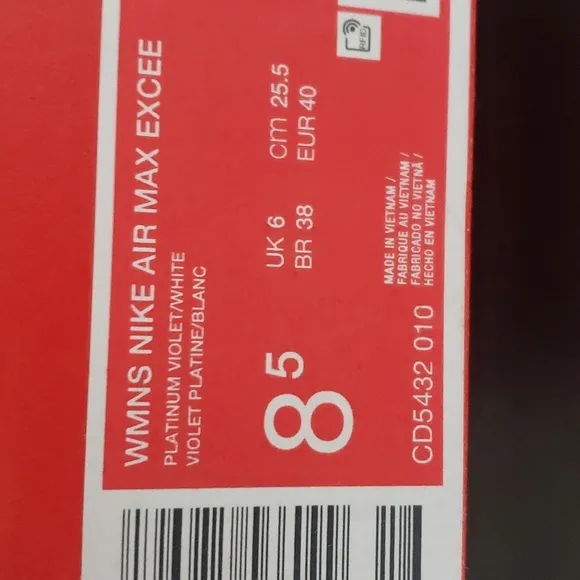 WMNS NIKE AIR MAX EXCEE
PLATINUM VIOLET/WHITE
VIOLET PLATINE/BLANC
8 5
UK 6
cm 25.5
BR 38
EUR 40
MADE IN VIETNAM /
FABRIQUE AU VIETNAM /
FABRICADO NO VIETNÃ /
HECHO EN VIETNAM
CD5432 010
RFID